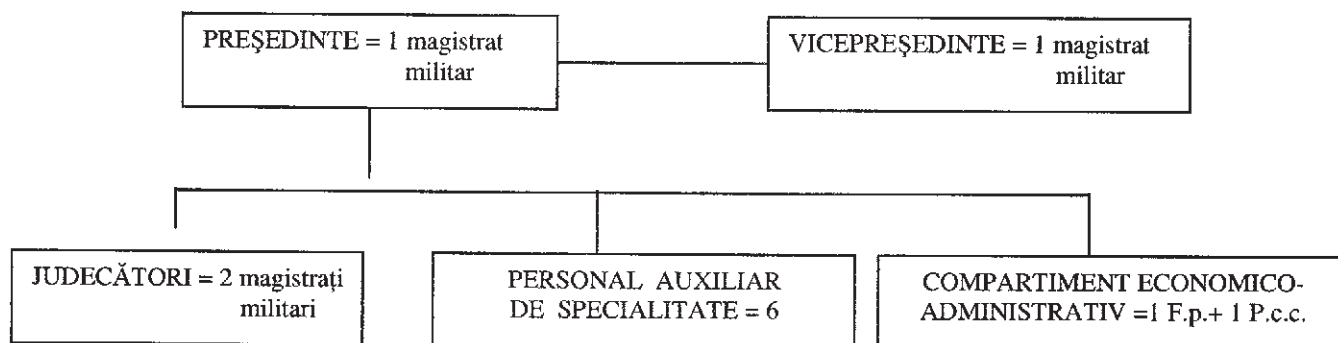 PREŞEDINTE = 1 magistrat
militar
VICEPREŞEDINTE = 1 magistrat
militar
JUDECĂTORI = 2 magistraţi
militari
PERSONAL AUXILIAR
DE SPECIALITATE = 6
COMPARTIMENT ECONOMICO-
ADMINISTRATIV =1 F.p.+ 1 P.c.c.